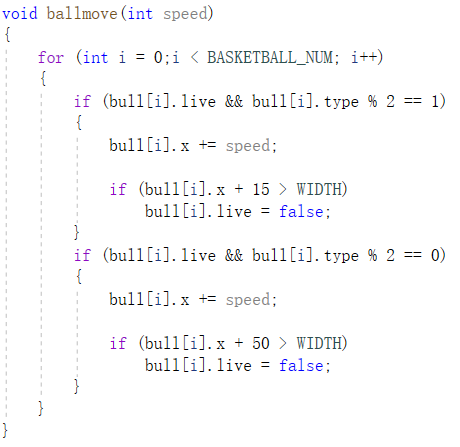 void ballmove(int speed)
{
for (int i = 0;i < BASKETBALL_NUM; i++)
{
if (bull[i].live && bull[i].type % 2 == 1)
{
bull[i].x += speed;
if (bull[i].x + 15 > WIDTH)
bull[i].live = false;
}
if (bull[i].live && bull[i].type % 2 == 0)
{
bull[i].x += speed;
if (bull[i].x + 50 > WIDTH)
bull[i].live = false;
}
}
}